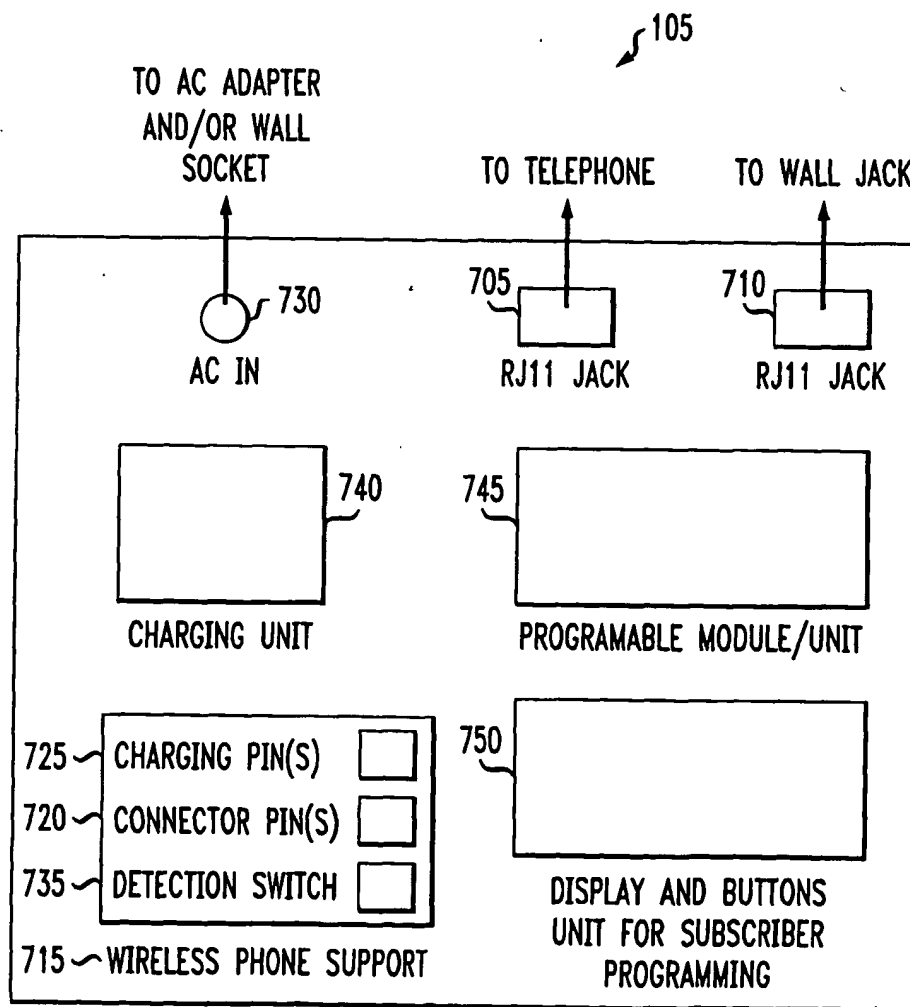 105
TO AC ADAPTER
AND/OR WALL
SOCKET
TO TELEPHONE
TO WALL JACK
730
AC IN
705
RJ11 JACK
710
RJ11 JACK
740
CHARGING UNIT
745
PROGRAMABLE MODULE/UNIT
725 CHARGING PIN(S)
720 CONNECTOR PIN(S)
735 DETECTION SWITCH
715 WIRELESS PHONE SUPPORT
750
DISPLAY AND BUTTONS
UNIT FOR SUBSCRIBER
PROGRAMMING